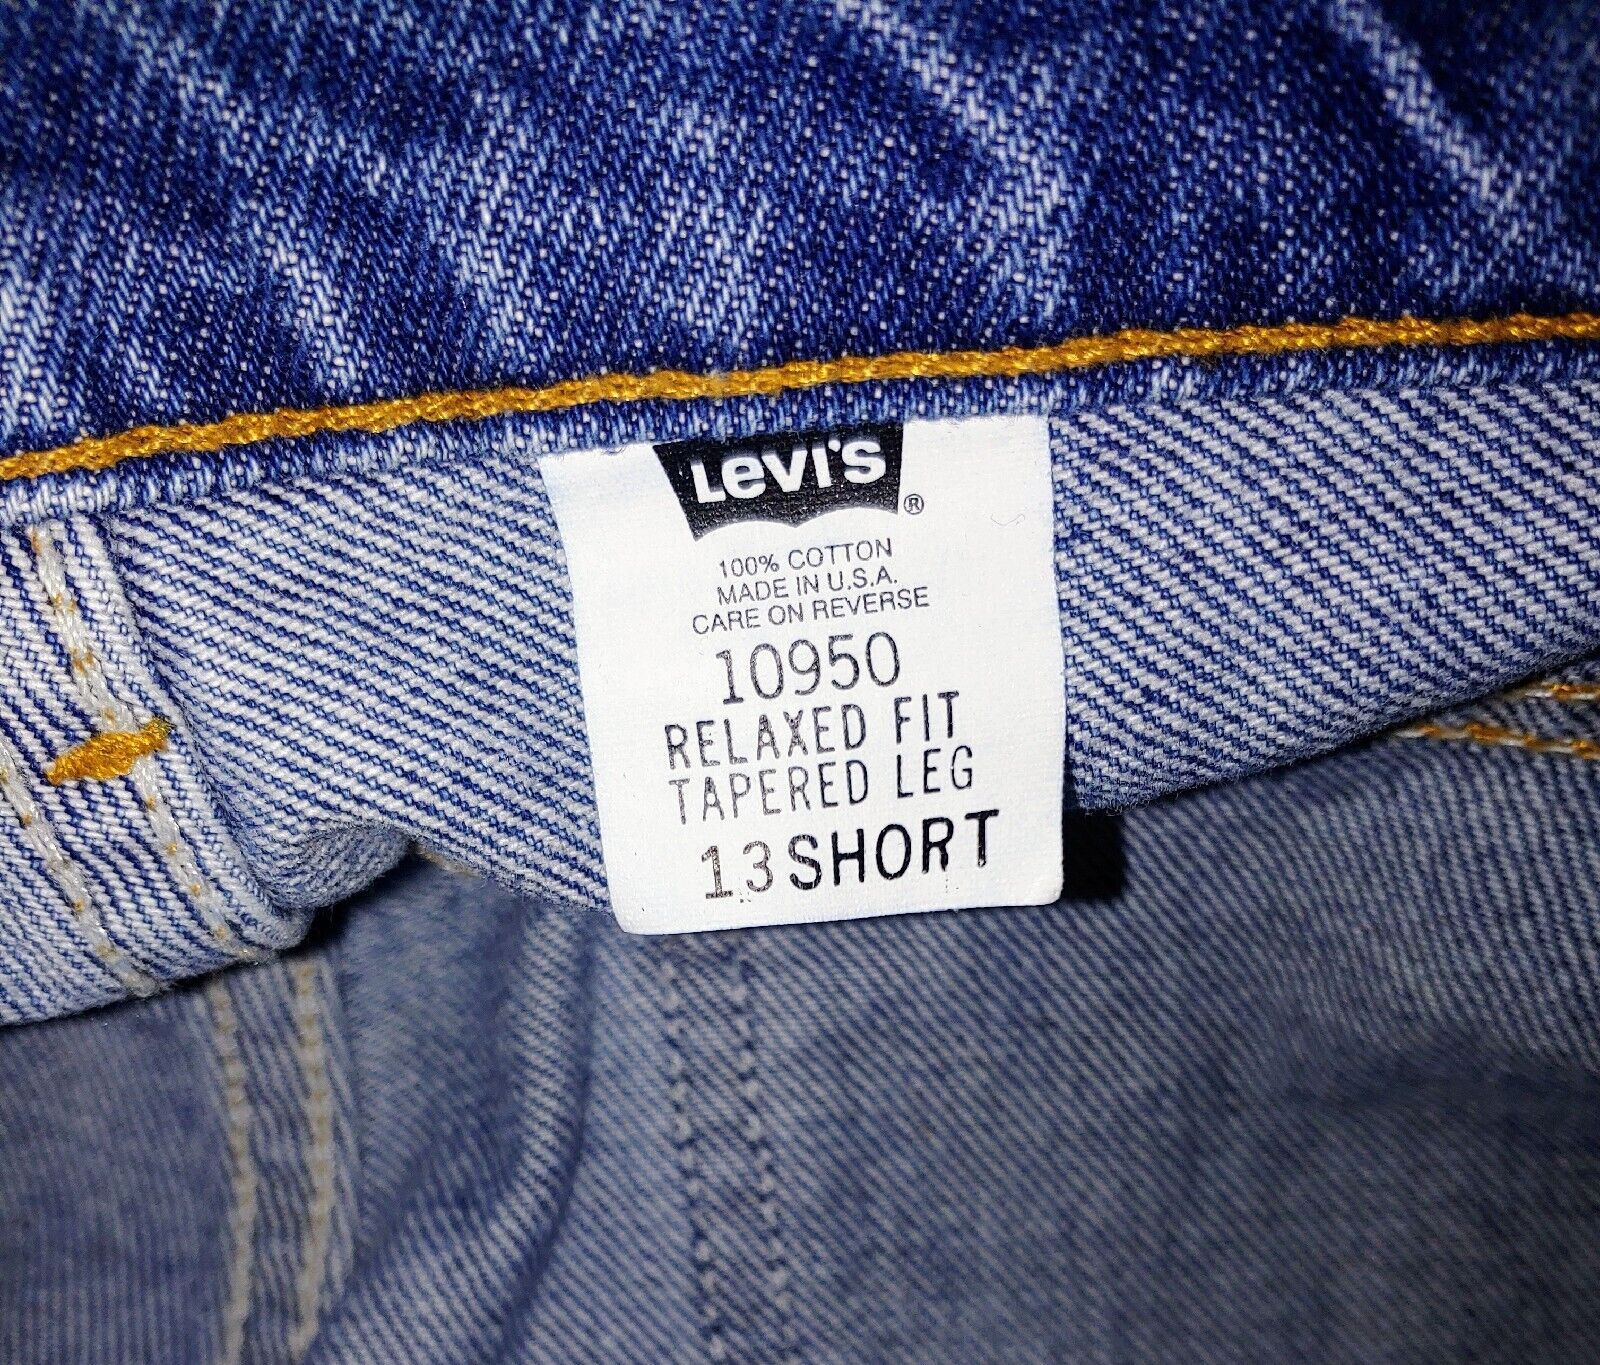 Levi's ®
100% COTTON
MADE IN U.S.A.
CARE ON REVERSE
10950
RELAXED FIT
TAPERED LEG
13 SHORT